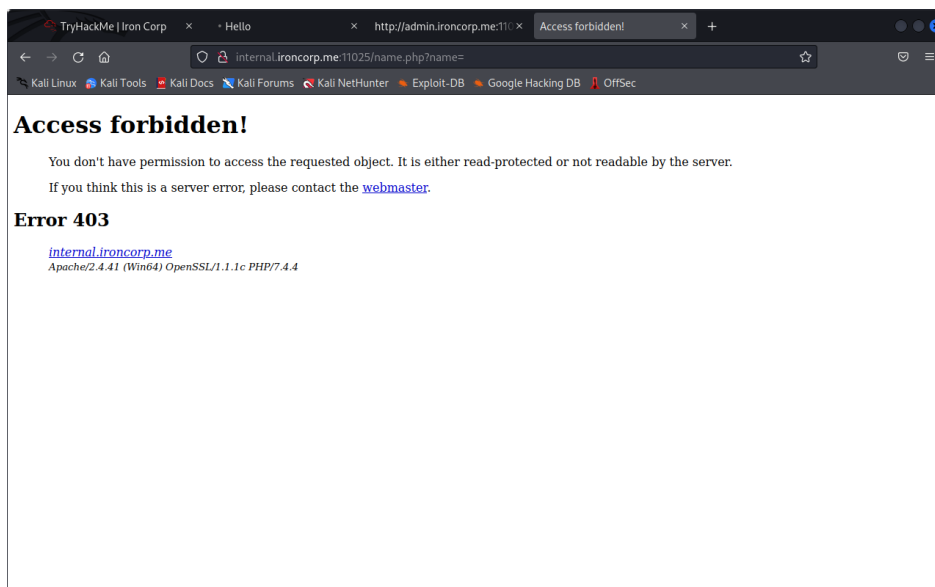 TryHackMe | Iron Corp
Hello
http://admin.ironcorp.me:110
Access forbidden!
internal.ironcorp.me:11025/name.php?name=
Kali Linux Kali Tools Kali Docs Kali Forums Kali NetHunter Exploit-DB Google Hacking DB OffSec
Access forbidden!
You don't have permission to access the requested object. It is either read-protected or not readable by the server.
If you think this is a server error, please contact the webmaster.
Error 403
internal.ironcorp.me
Apache/2.4.41 (Win64) OpenSSL/1.1.1c PHP/7.4.4